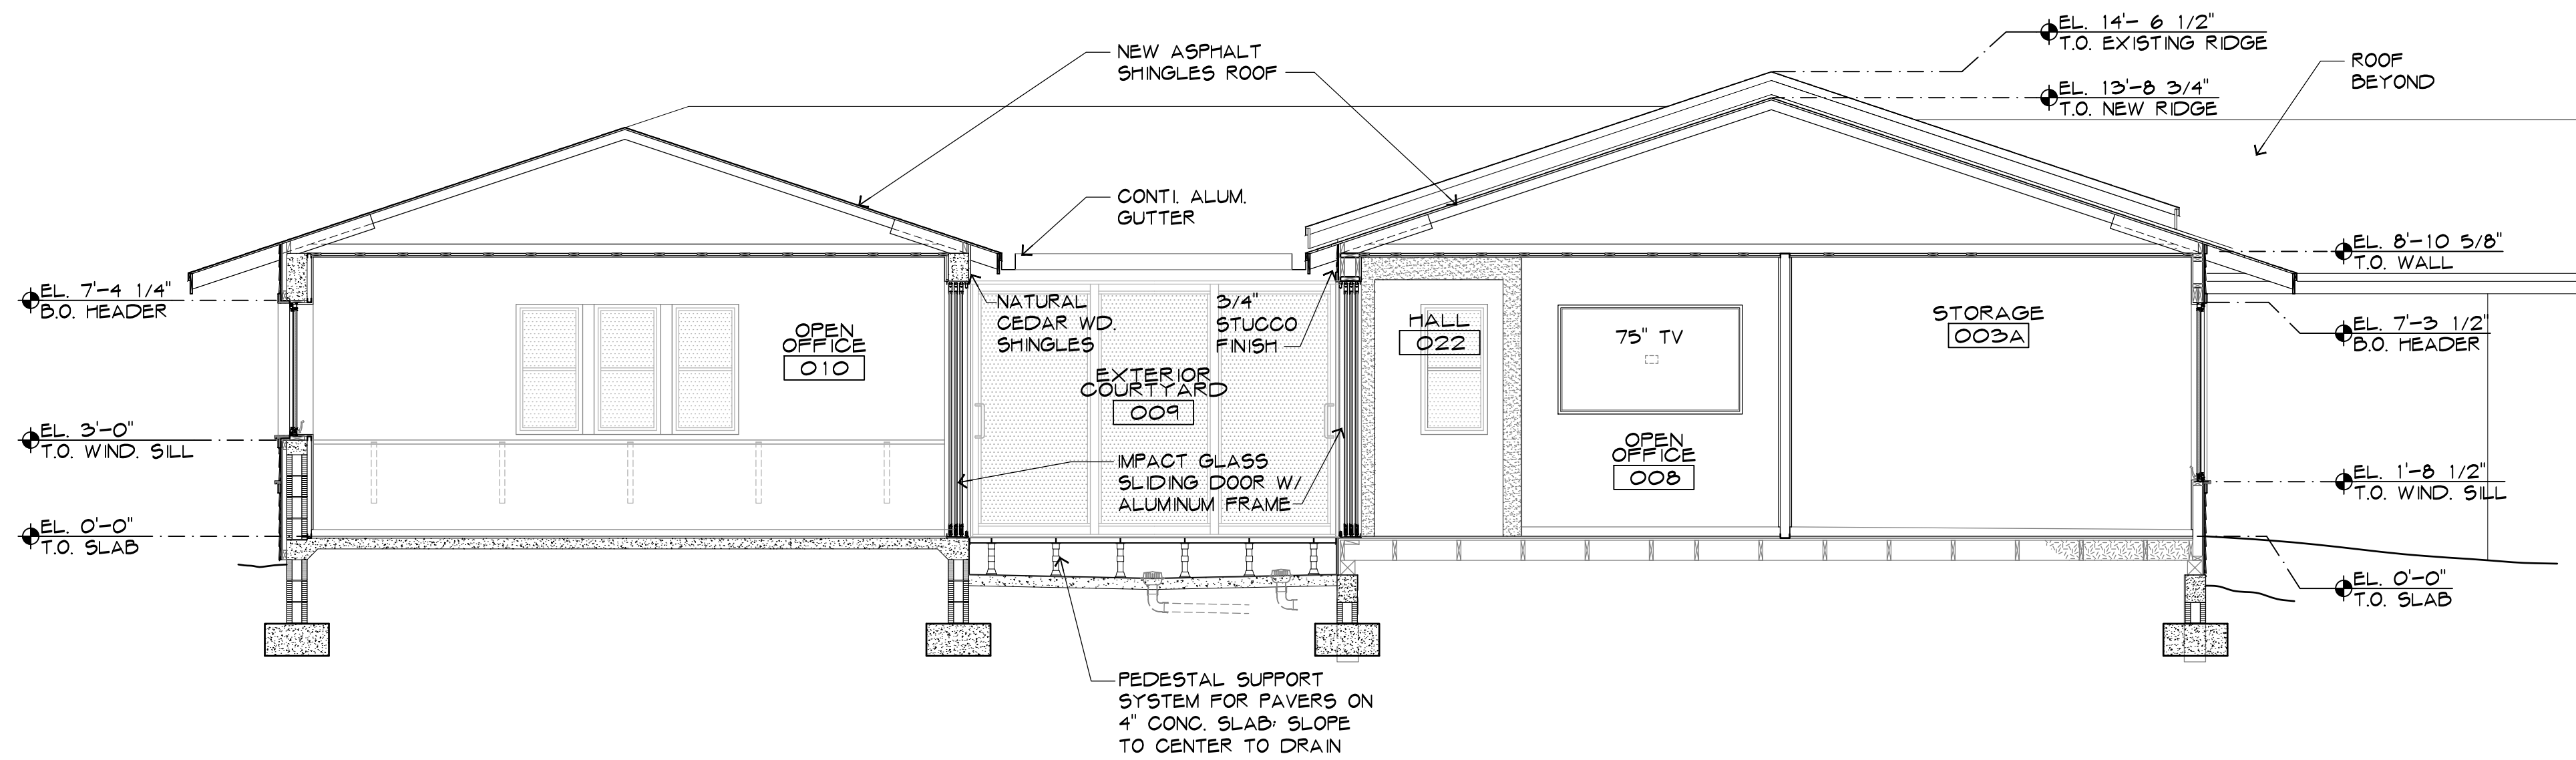 EL. 14'- 6 1/2"
T.O. EXISTING RIDGE
NEW ASPHALT
SHINGLES ROOF
ROOF
BEYOND
EL. 13'-8 3/4"
T.O. NEW RIDGE
CONTI. ALUM.
GUTTER
EL. 8'-10 5/8"
T.O. WALL
EL. 7'-4 1/4"
B.O. HEADER
NATURAL
CEDAR WD.
SHINGLES
3/4"
STUCCO
FINISH
OPEN
OFFICE
010
HALL
022
75" TV
STORAGE
003A
EL. 7'-3 1/2"
B.O. HEADER
EXTERIOR
COURTYARD
009
EL. 3'-0"
T.O. WIND. SILL
IMPACT GLASS
SLIDING DOOR W/
ALUMINUM FRAME
OPEN
OFFICE
008
EL. 1'-8 1/2"
T.O. WIND. SILL
EL. 0'-0"
T.O. SLAB
EL. 0'-0"
T.O. SLAB
PEDESTAL SUPPORT
SYSTEM FOR PAVERS ON
4" CONC. SLAB; SLOPE
TO CENTER TO DRAIN